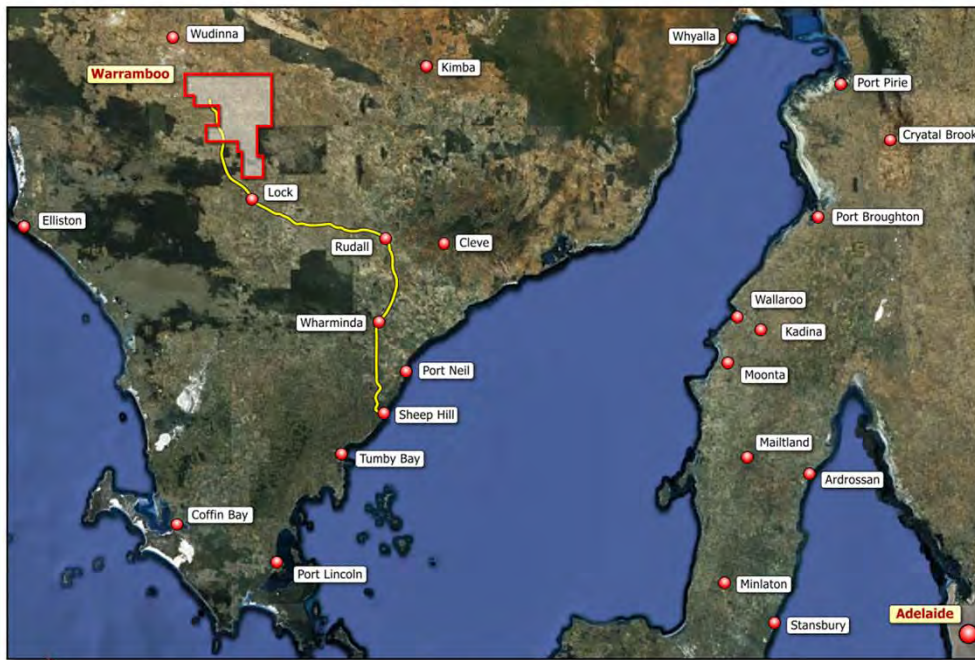 Wudinna
Whyalla
Kimba
Warramboo
Port Pirie
Cryatal Brook
Lock
Port Broughton
Elliston
Rudall
Cleve
Wallaroo
Wharminda
Kadina
Moonta
Port Neil
Sheep Hill
Tumby Bay
Mailtland
Ardrossan
Coffin Bay
Port Lincoln
Minlaton
Adelaide
Stansbury